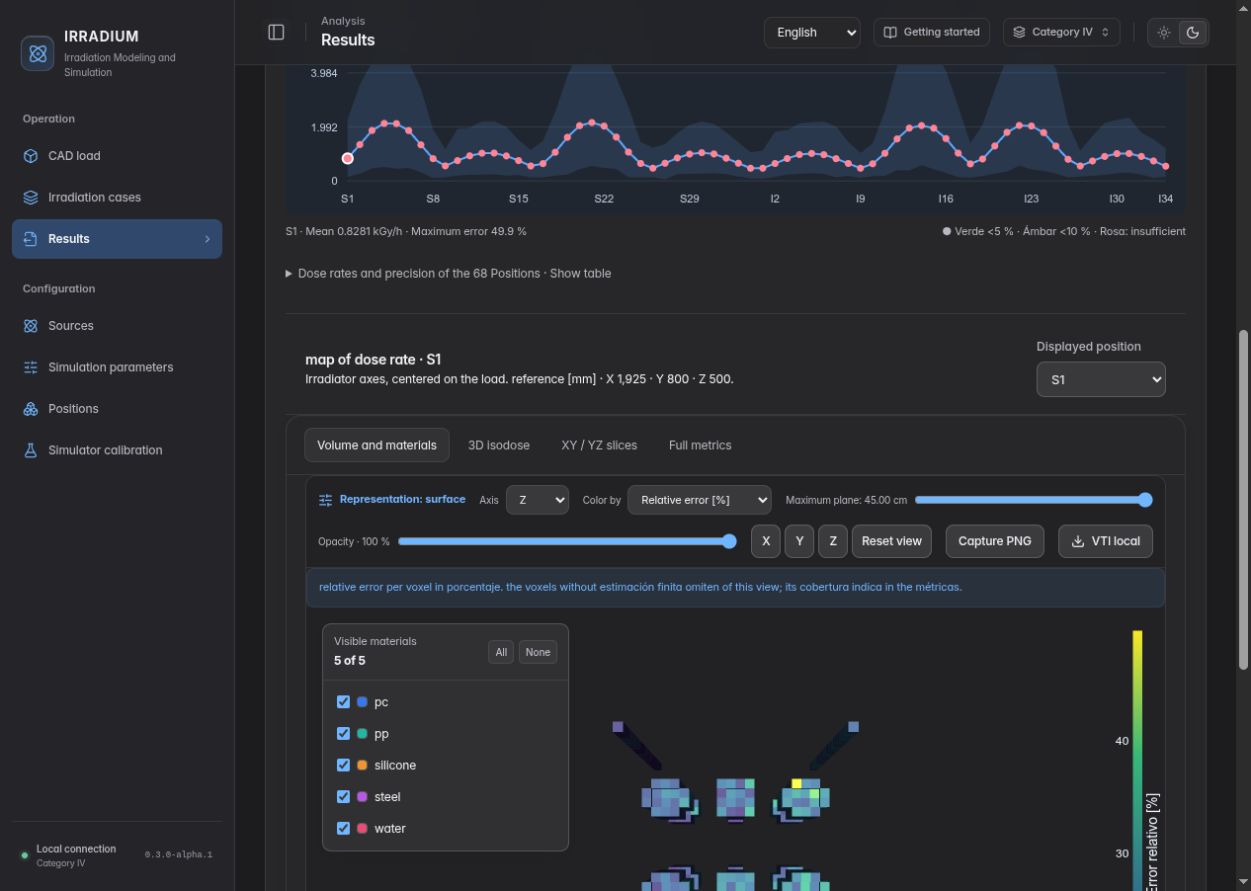 IRRADIUM
Irradiation Modeling and
Simulation
Operation
CAD load
Irradiation cases
Results
Configuration
Sources
Simulation parameters
Positions
Simulator calibration
Local connection
Category IV
0.3.0-alpha.1
Analysis
Results
English
Getting started
Category IV
3.984
1.992
0
S1 S8 S15 S22 S29 I2 I9 I16 I23 I30 I34
S1 · Mean 0.8281 kGy/h · Maximum error 49.9 %
Verde <5 % · Ámbar <10 % · Rosa: insufficient
Dose rates and precision of the 68 Positions · Show table
map of dose rate · S1
Irradiator axes, centered on the load. reference [mm] · X 1,925 · Y 800 · Z 500.
Displayed position
S1
Volume and materials
3D isodose
XY / YZ slices
Full metrics
Representation: surface
Axis
Z
Color by
Relative error [%]
Maximum plane: 45.00 cm
Opacity · 100 %
X
Y
Z
Reset view
Capture PNG
VTI local
relative error per voxel in porcentaje. the voxels without estimación finita omiten of this view; its cobertura indica in the métricas.
Visible materials
5 of 5
All
None
pc
pp
silicone
steel
water
40
30
Error relativo [%]